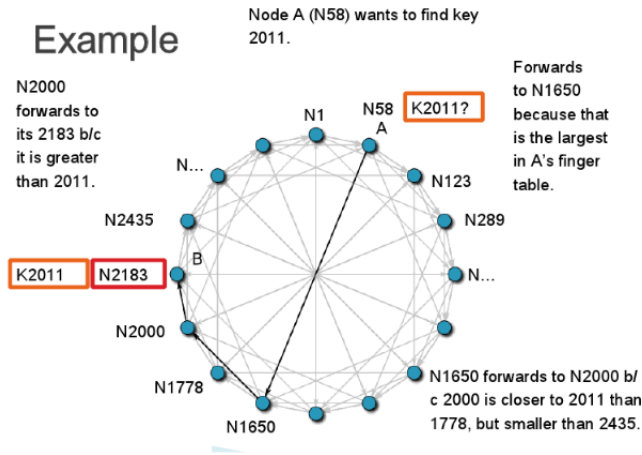 Example
Node A (N58) wants to find key
2011.
N2000
forwards to
its 2183 b/c
it is greater
than 2011.
Forwards
to N1650
because that
is the largest
in A's finger
table.
N1
N58
K2011?
A
N...
N123
N2435
N289
B
K2011
N2183
N...
N2000
N1778
N1650
N1650 forwards to N2000 b/
c 2000 is closer to 2011 than
1778, but smaller than 2435.